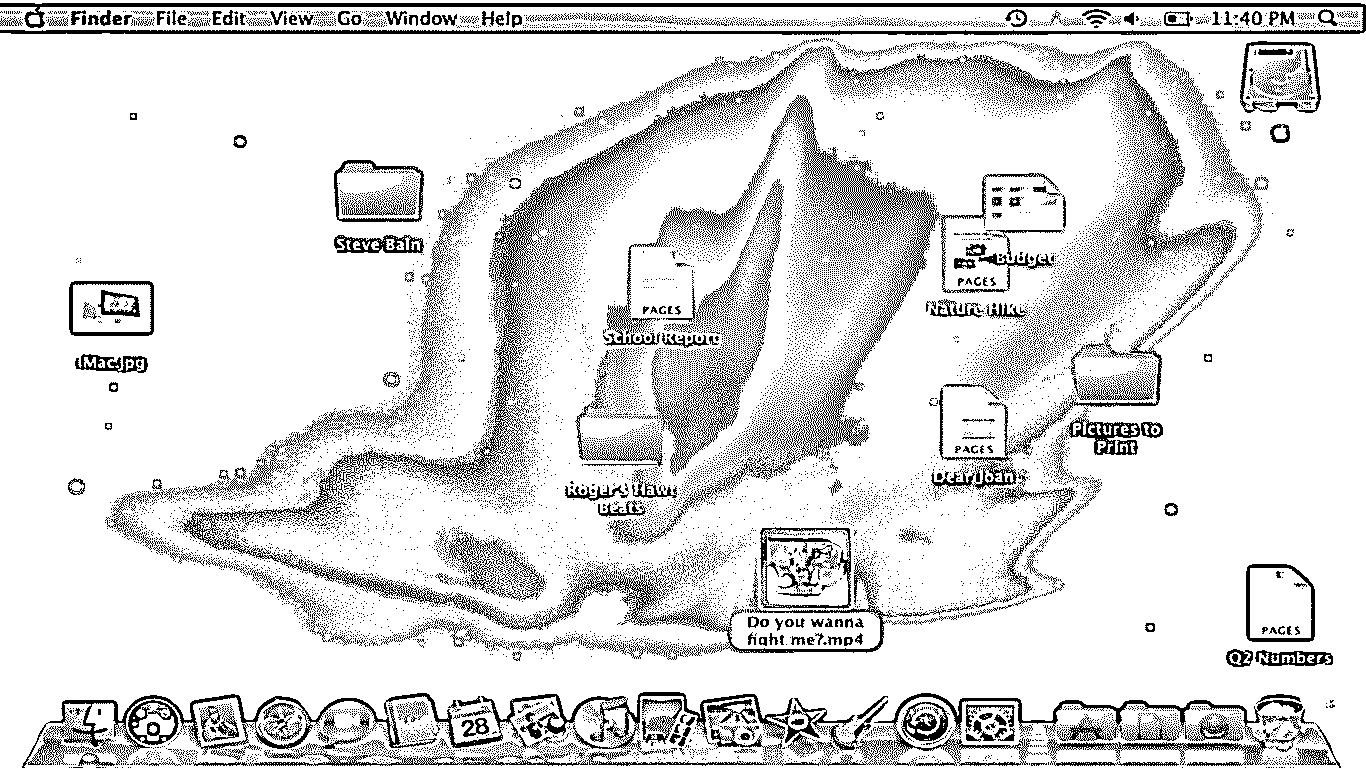 Finder File Edit View Go Window Help 11:40 PM
Steve Bain
Budget
PAGES
Nature Hike
PAGES
School Report
iMac.jpg
Pictures to
Print
PAGES
Dear Joan
Roger's Hawt
Beats
Do you wanna
fight me?.mp4
PAGES
Q2 Numbers
28